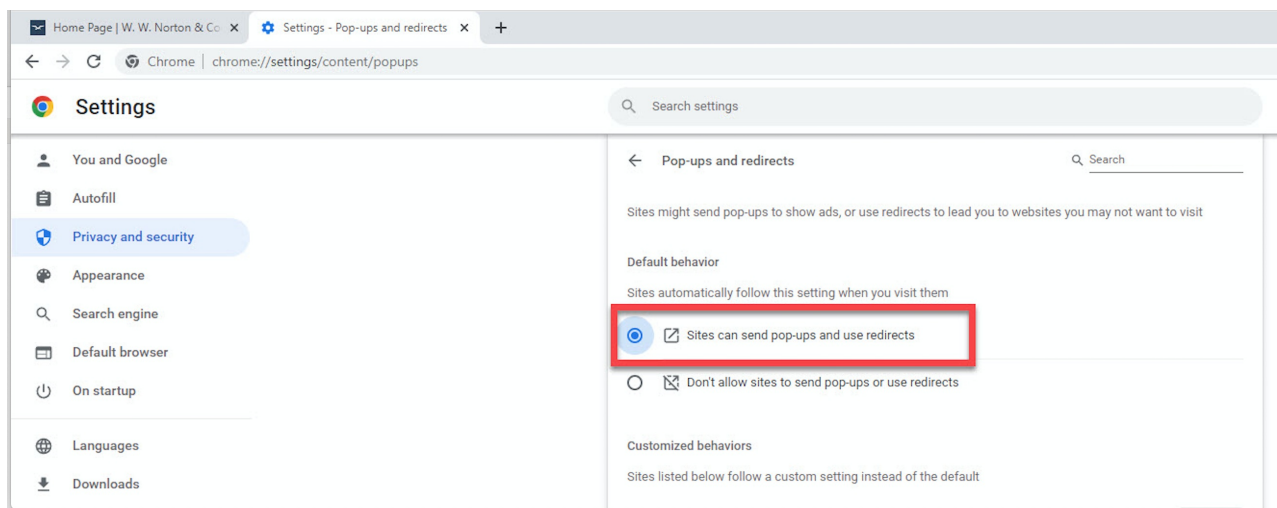 Home Page | W. W. Norton & Co
Settings - Pop-ups and redirects
Chrome | chrome://settings/content/popups
Settings
Search settings
You and Google
Autofill
Privacy and security
Appearance
Search engine
Default browser
On startup
Languages
Downloads
Pop-ups and redirects
Search
Sites might send pop-ups to show ads, or use redirects to lead you to websites you may not want to visit
Default behavior
Sites automatically follow this setting when you visit them
Sites can send pop-ups and use redirects
Don't allow sites to send pop-ups or use redirects
Customized behaviors
Sites listed below follow a custom setting instead of the default